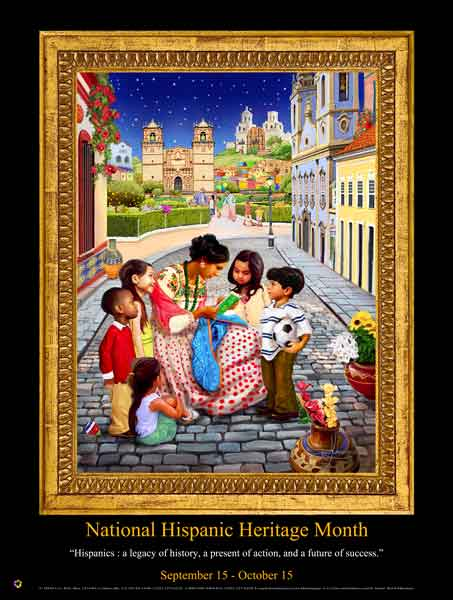 National Hispanic Heritage Month
“Hispanics : a legacy of history, a present of action, and a future of success.”
September 15 - October 15